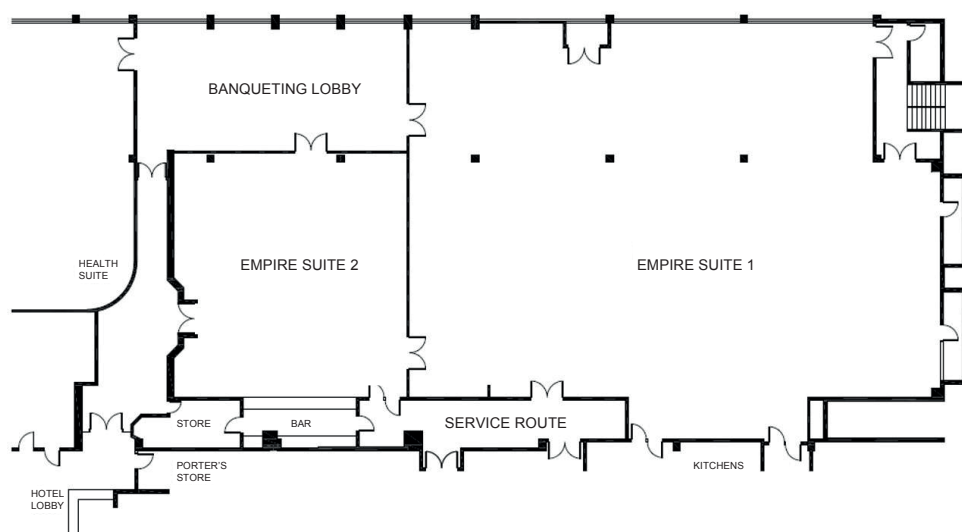 BANQUETING LOBBY
HEALTH
SUITE
EMPIRE SUITE 2
EMPIRE SUITE 1
STORE
BAR
SERVICE ROUTE
PORTER'S
STORE
KITCHENS
HOTEL
LOBBY